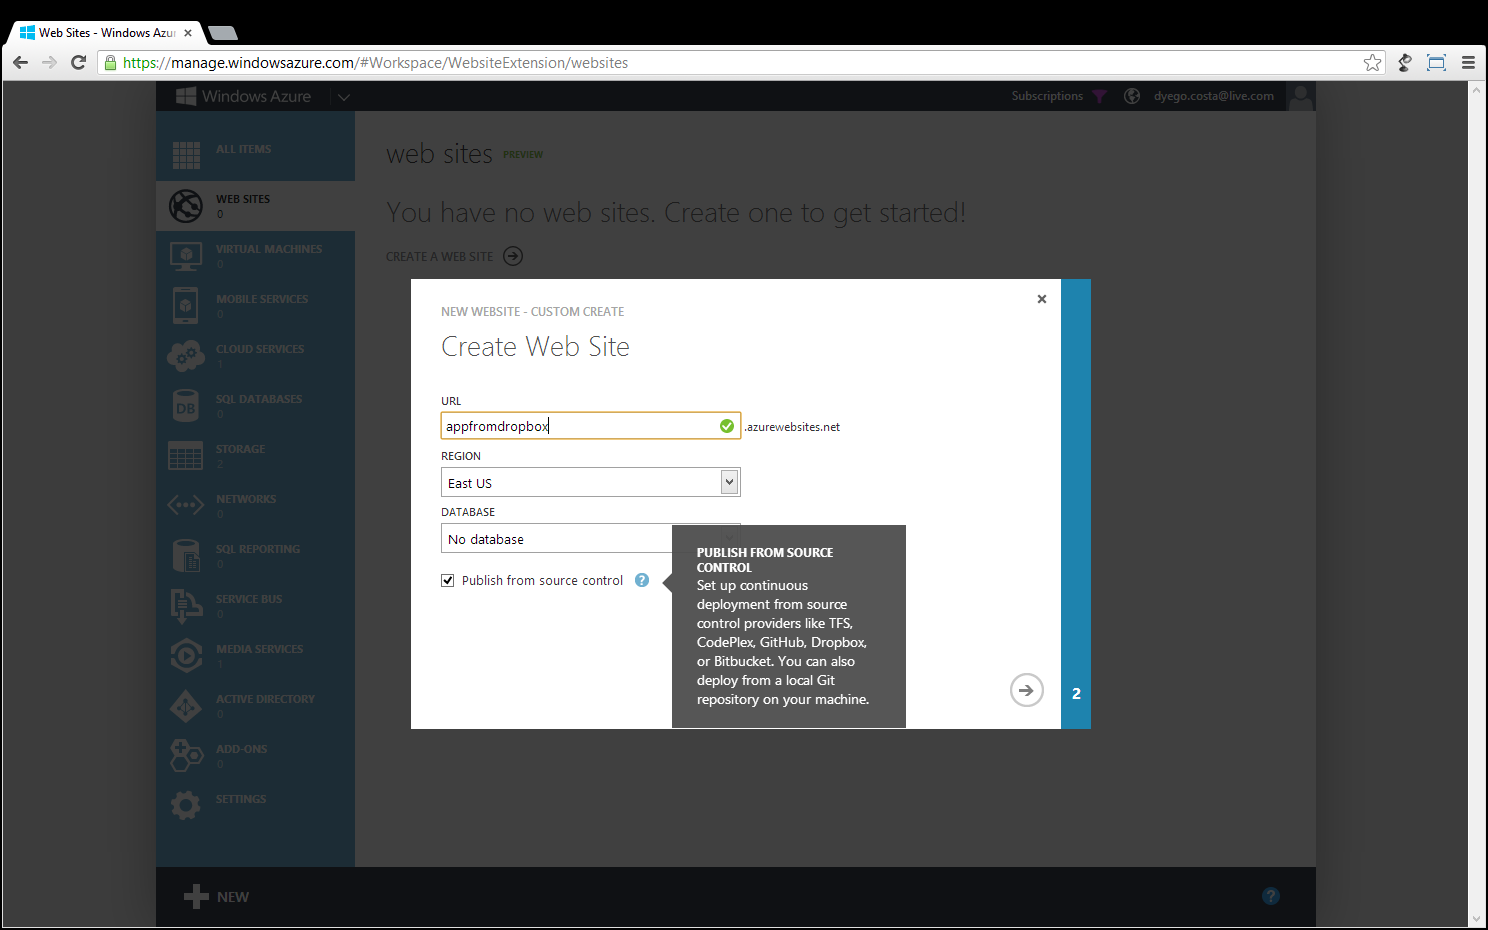 Web Sites - Windows Azur
https://manage.windowsazure.com/#Workspace/WebsiteExtension/websites
Windows Azure
Subscriptions
dyego.costa@live.com
ALL ITEMS
WEB SITES
0
VIRTUAL MACHINES
0
MOBILE SERVICES
0
CLOUD SERVICES
1
SQL DATABASES
0
DB
STORAGE
2
NETWORKS
0
SQL REPORTING
0
SERVICE BUS
0
MEDIA SERVICES
1
ACTIVE DIRECTORY
0
ADD-ONS
0
SETTINGS
web sites PREVIEW
You have no web sites. Create one to get started!
CREATE A WEB SITE
NEW WEBSITE - CUSTOM CREATE
Create Web Site
URL
appfromdropbox .azurewebsites.net
REGION
East US
DATABASE
No database
Publish from source control ?
PUBLISH FROM SOURCE
CONTROL
Set up continuous
deployment from source
control providers like TFS,
CodePlex, GitHub, Dropbox,
or Bitbucket. You can also
deploy from a local Git
repository on your machine.
2
NEW
?